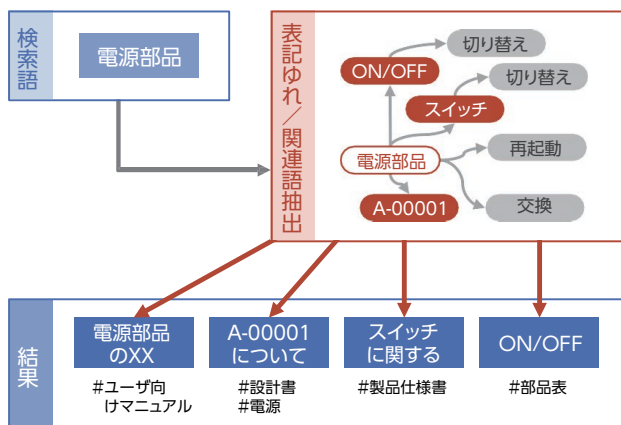 検索語
電源部品
表記ゆれ／関連語抽出
切り替え
ON/OFF
切り替え
スイッチ
電源部品
再起動
A-00001
交換
結果
電源部品
のXX
#ユーザ向
けマニュアル
A-00001
について
#設計書
#電源
スイッチ
に関する
#製品仕様書
ON/OFF
#部品表